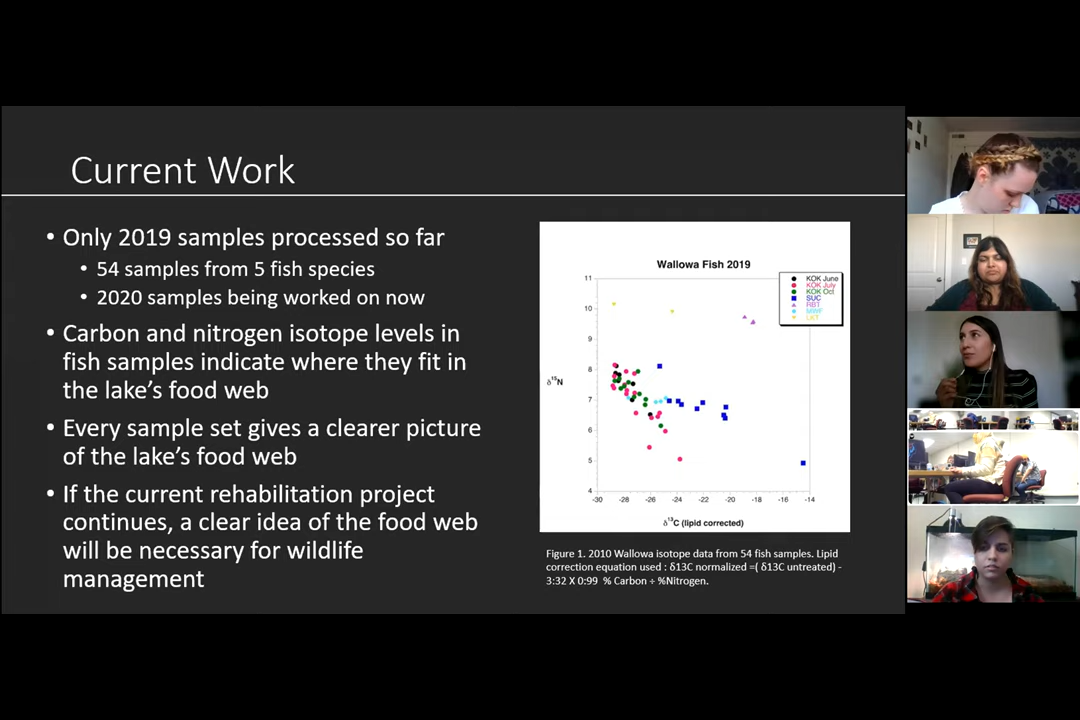 Current Work
• Only 2019 samples processed so far
• 54 samples from 5 fish species
• 2020 samples being worked on now
• Carbon and nitrogen isotope levels in
fish samples indicate where they fit in
the lake's food web
• Every sample set gives a clearer picture
of the lake's food web
• If the current rehabilitation project
continues, a clear idea of the food web
will be necessary for wildlife
management
Wallowa Fish 2019
KOK June
KOK July
KOK Oct
SUC
RBT
MWF
LKT
11
10
9
8
7
6
5
4
δ15N
-30 -28 -26 -24 -22 -20 -18 -16 -14
δ13C (lipid corrected)
Figure 1. 2010 Wallowa isotope data from 54 fish samples. Lipid
correction equation used : δ13C normalized =( δ13C untreated) -
3:32 X 0:99 % Carbon ÷ %Nitrogen.